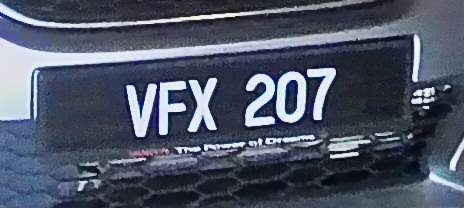 VFX 207
The Power of Dreams